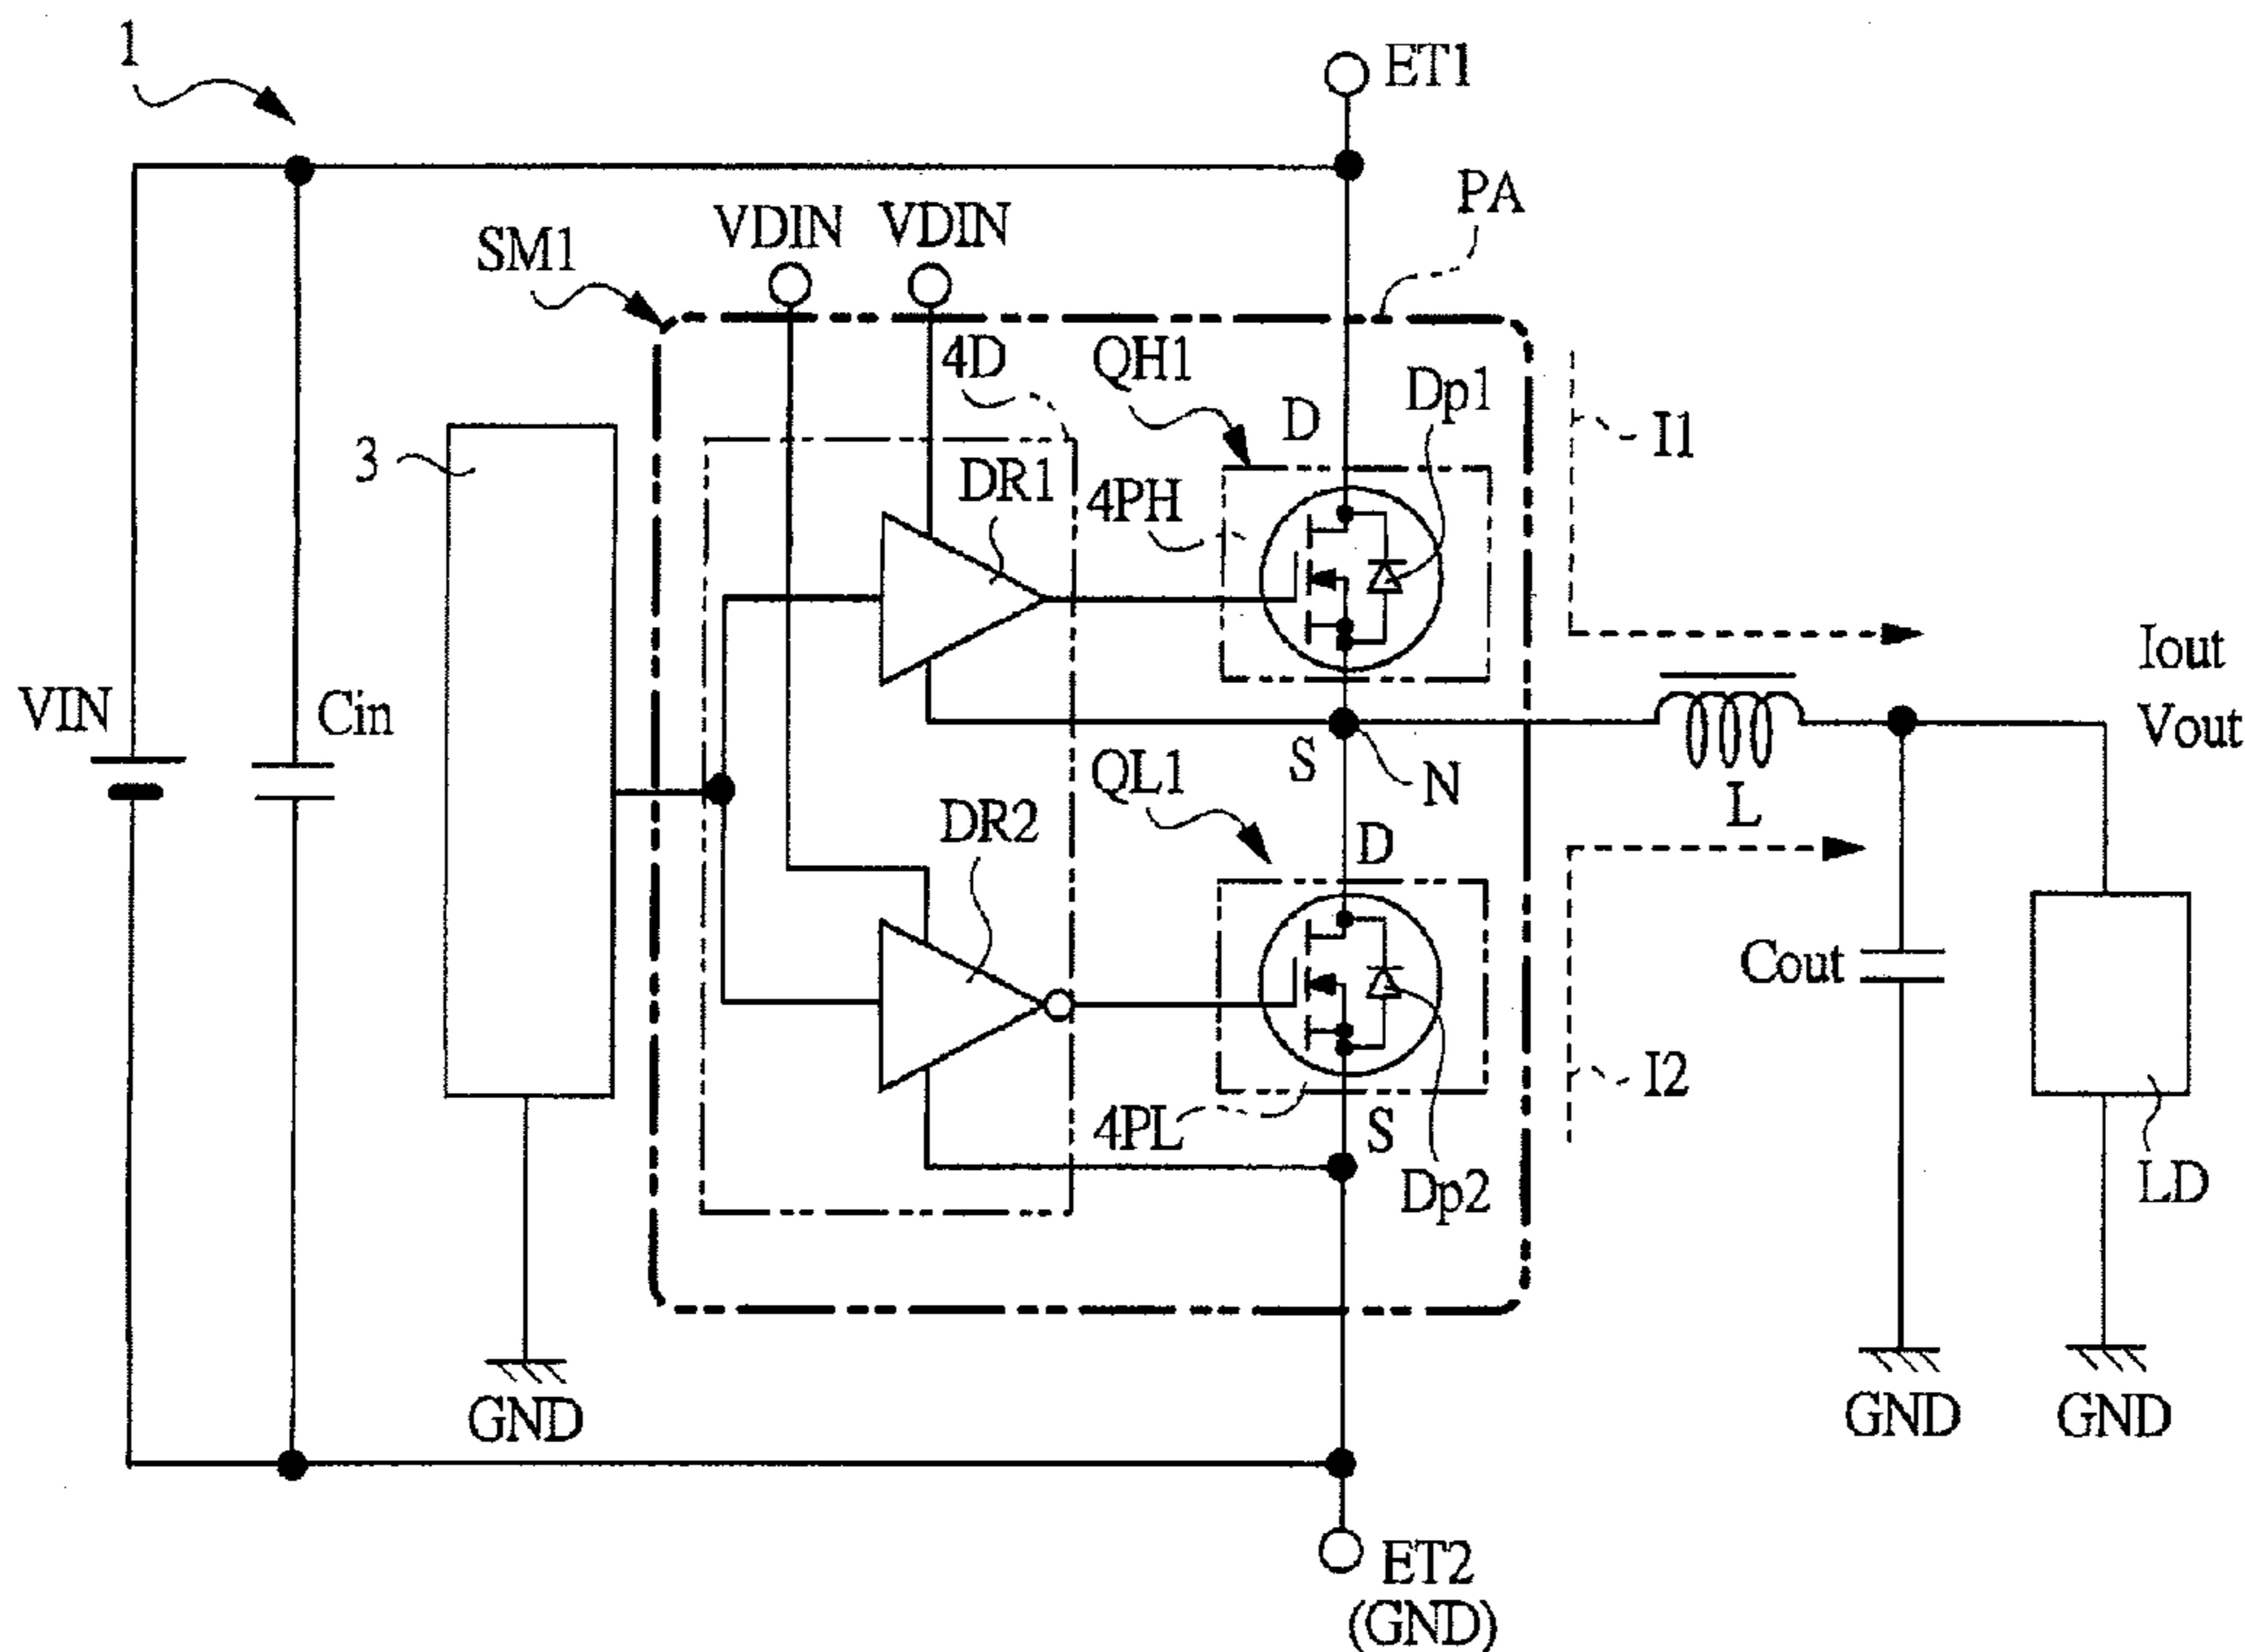 1
ET1
PA
VDIN
VDIN
SM1
4D
QH1
Dp1
D
I1
3
DR1
4PH
Iout
Vout
VIN
Cin
S
N
L
QL1
DR2
D
Cout
I2
4PL
S
Dp2
LD
GND
GND
GND
ET2
(GND)